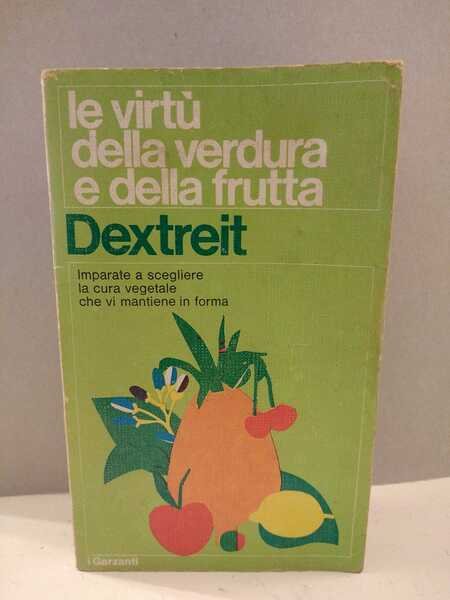 le virtù
della verdura
e della frutta
Dextreit
Imparate a scegliere
la cura vegetale
che vi mantiene in forma
i Garzanti